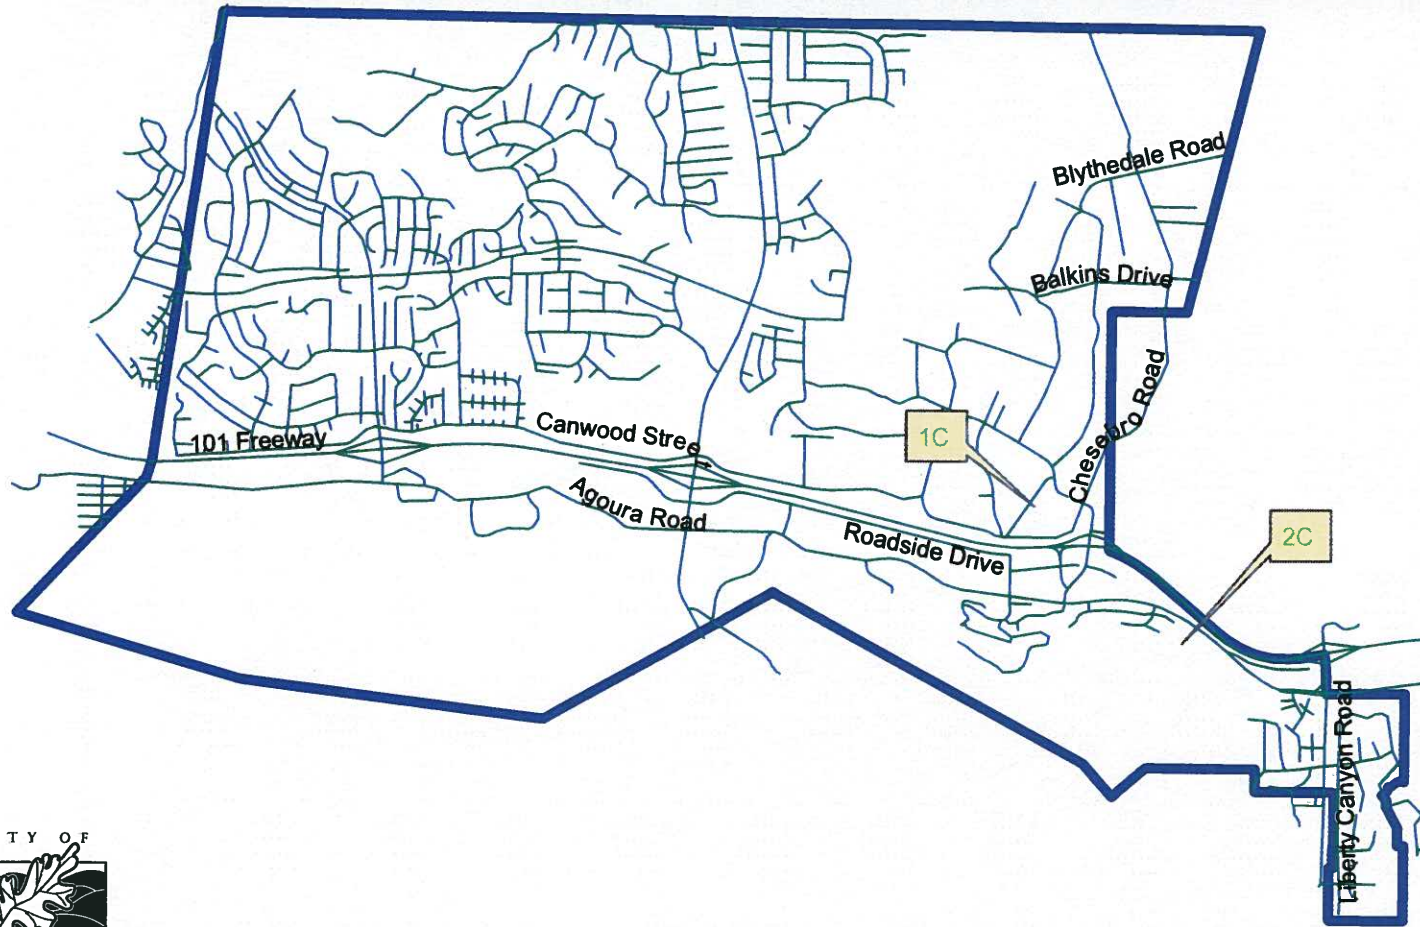 Blythedale Road
Balkins Drive
Chesebro Road
1C
101 Freeway
Canwood Stree
Agoura Road
Roadside Drive
2C
Liberty Canyon Road
TY OF